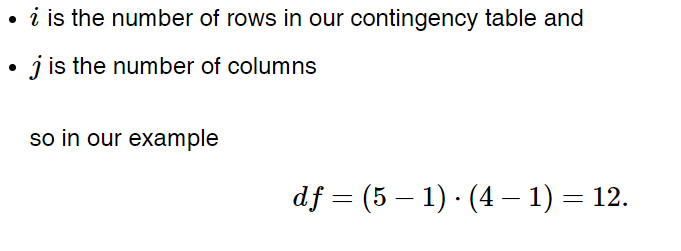 • i is the number of rows in our contingency table and
• j is the number of columns
so in our example
df = (5 − 1) · (4 − 1) = 12.